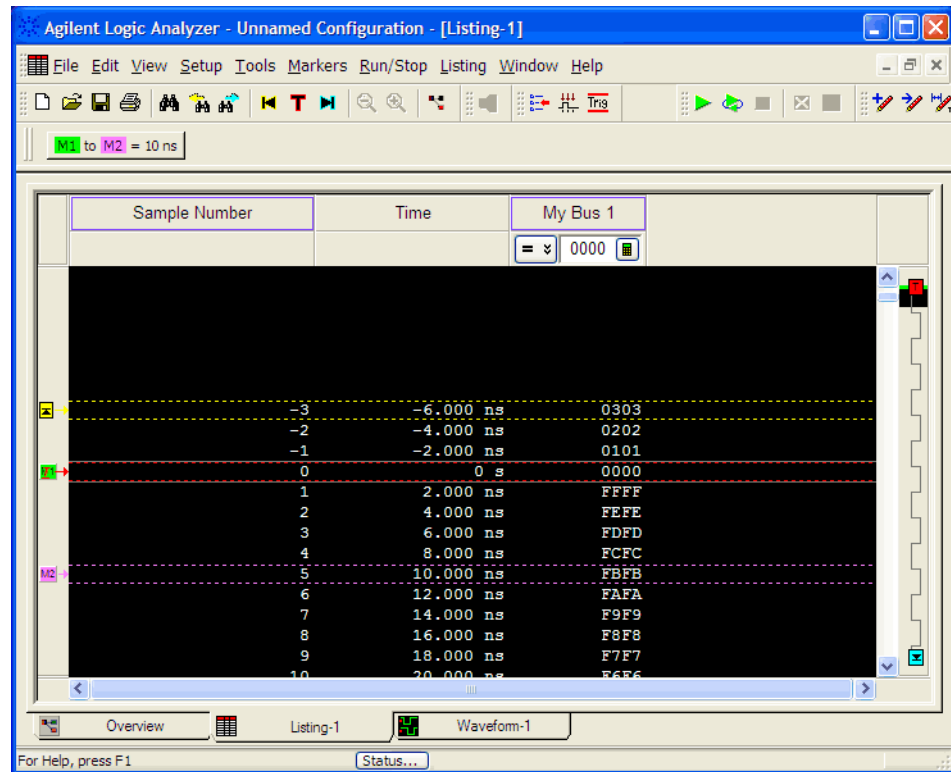 Agilent Logic Analyzer - Unnamed Configuration - [Listing-1]
File Edit View Setup Tools Markers Run/Stop Listing Window Help
T Trig
M1 to M2 = 10 ns
Sample Number Time My Bus 1
= 0000
T
-3 -6.000 ns 0303
-2 -4.000 ns 0202
-1 -2.000 ns 0101
0 0 s 0000
1 2.000 ns FFFF
2 4.000 ns FEFE
3 6.000 ns FDFD
4 8.000 ns FCFC
M2 5 10.000 ns FBFB
6 12.000 ns FAFA
7 14.000 ns F9F9
8 16.000 ns F8F8
9 18.000 ns F7F7
10 20.000 ns F6F6
Overview Listing-1 Waveform-1
For Help, press F1 Status...